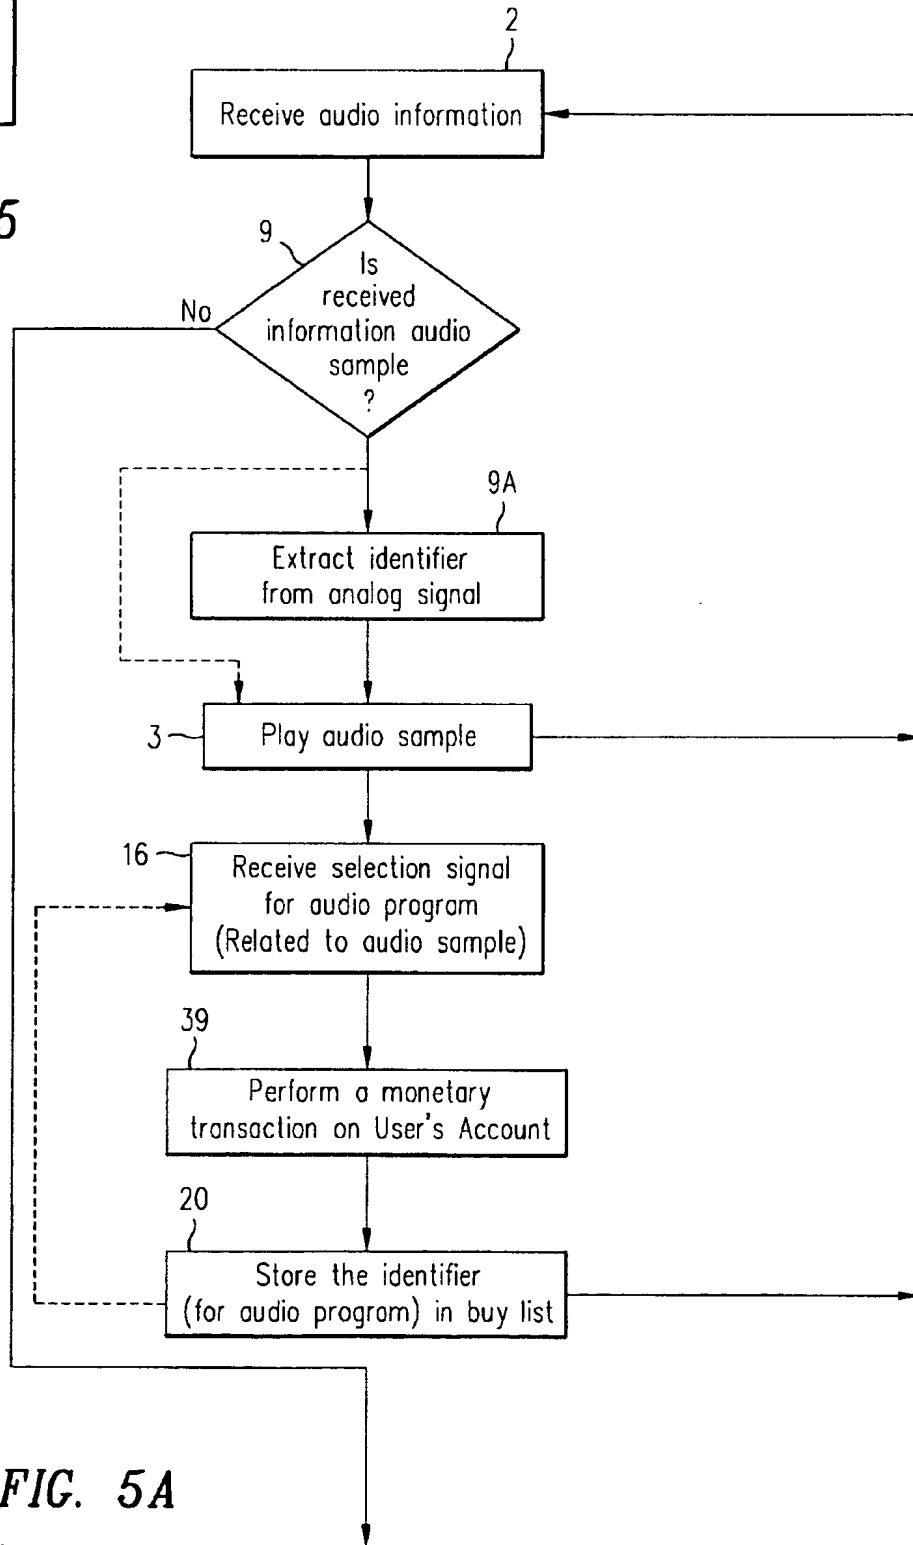 2
Receive audio information
5
9
Is
received
information audio
sample
?
No
9A
Extract identifier
from analog signal
3
Play audio sample
16
Receive selection signal
for audio program
(Related to audio sample)
39
Perform a monetary
transaction on User's Account
20
Store the identifier
(for audio program) in buy list
FIG. 5A